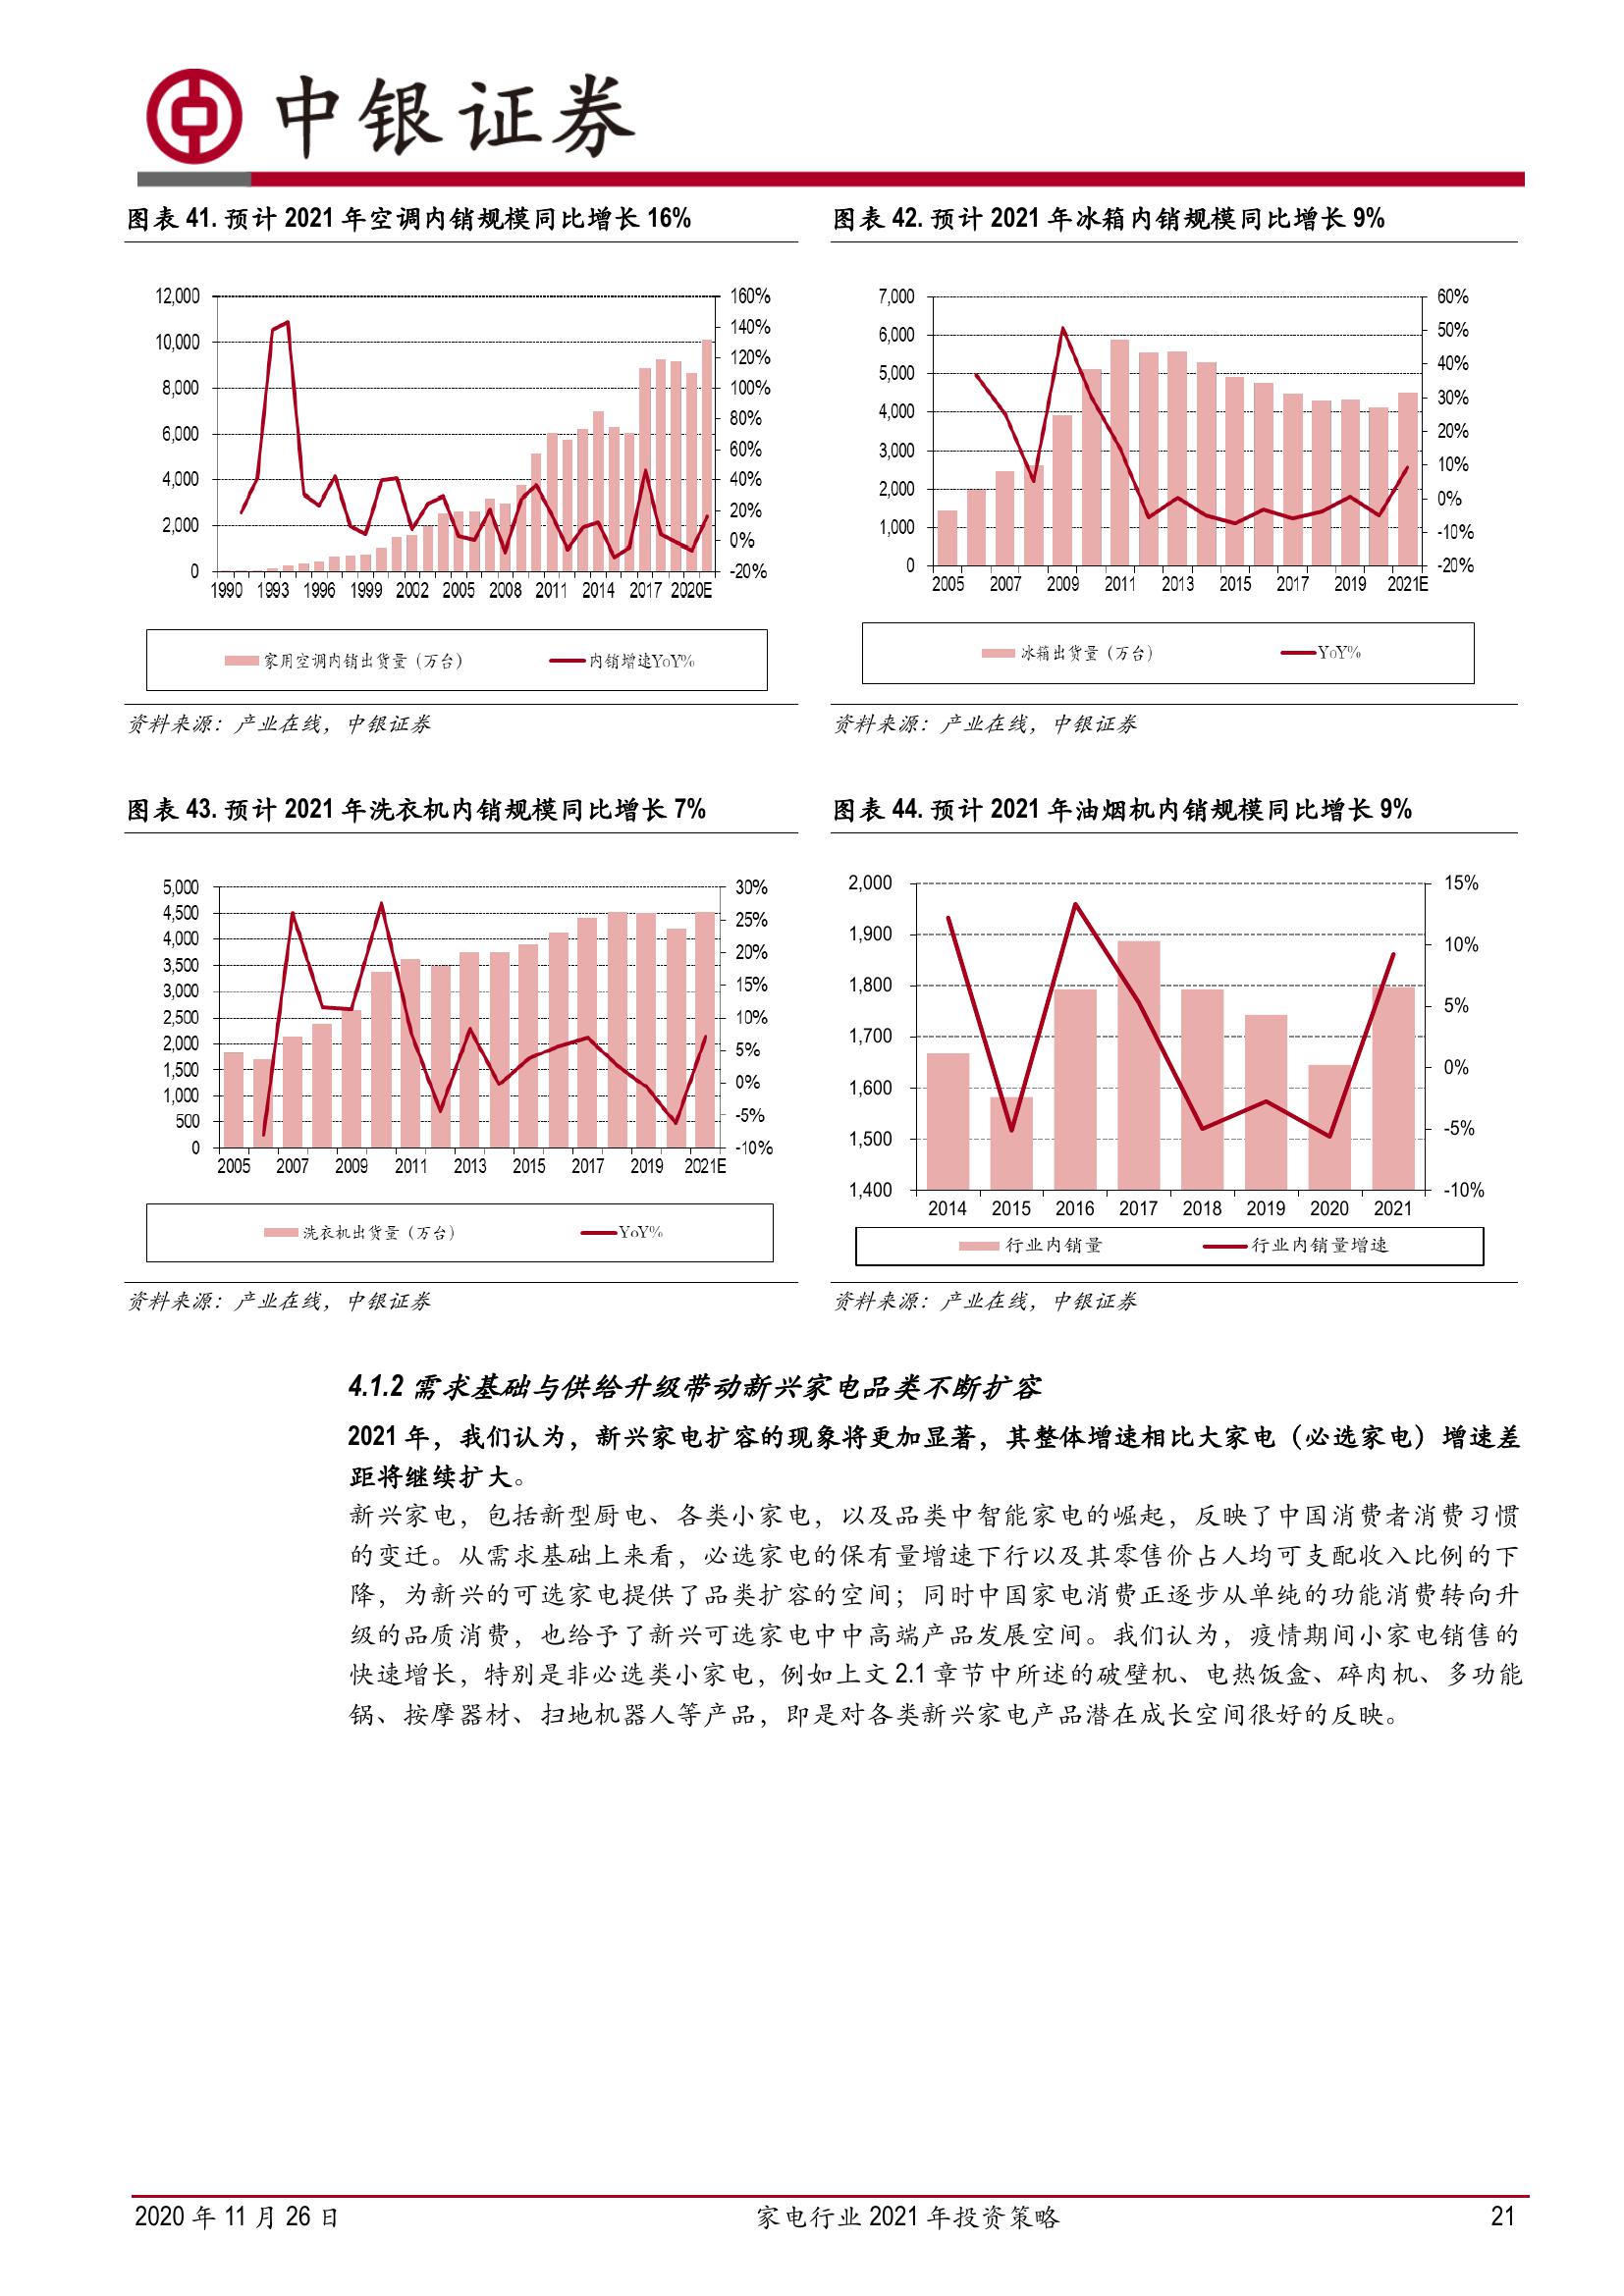 中银证券
图表 41. 预计 2021 年空调内销规模同比增长 16%
12,000
10,000
8,000
6,000
4,000
2,000
0
160%
140%
120%
100%
80%
60%
40%
20%
0%
-20%
1990 1993 1996 1999 2002 2005 2008 2011 2014 2017 2020E
家用空调内销出货量（万台） 内销增速YoY%
资料来源：产业在线，中银证券
图表 42. 预计 2021 年冰箱内销规模同比增长 9%
7,000
6,000
5,000
4,000
3,000
2,000
1,000
0
60%
50%
40%
30%
20%
10%
0%
-10%
-20%
2005 2007 2009 2011 2013 2015 2017 2019 2021E
冰箱出货量（万台） YoY%
资料来源：产业在线，中银证券
图表 43. 预计 2021 年洗衣机内销规模同比增长 7%
5,000
4,500
4,000
3,500
3,000
2,500
2,000
1,500
1,000
500
0
30%
25%
20%
15%
10%
5%
0%
-5%
-10%
2005 2007 2009 2011 2013 2015 2017 2019 2021E
洗衣机出货量（万台） YoY%
资料来源：产业在线，中银证券
图表 44. 预计 2021 年油烟机内销规模同比增长 9%
2,000
1,900
1,800
1,700
1,600
1,500
1,400
15%
10%
5%
0%
-5%
-10%
2014 2015 2016 2017 2018 2019 2020 2021
行业内销量 行业内销量增速
资料来源：产业在线，中银证券
4.1.2 需求基础与供给升级带动新兴家电品类不断扩容
2021 年，我们认为，新兴家电扩容的现象将更加显著，其整体增速相比大家电（必选家电）增速差
距将继续扩大。
新兴家电，包括新型厨电、各类小家电，以及品类中智能家电的崛起，反映了中国消费者消费习惯
的变迁。从需求基础上来看，必选家电的保有量增速下行以及其零售价占人均可支配收入比例的下
降，为新兴的可选家电提供了品类扩容的空间；同时中国家电消费正逐步从单纯的功能消费转向升
级的品质消费，也给予了新兴可选家电中中高端产品发展空间。我们认为，疫情期间小家电销售的
快速增长，特别是非必选类小家电，例如上文 2.1 章节中所述的破壁机、电热饭盒、碎肉机、多功能
锅、按摩器材、扫地机器人等产品，即是对各类新兴家电产品潜在成长空间很好的反映。
2020 年 11 月 26 日 家电行业 2021 年投资策略 21